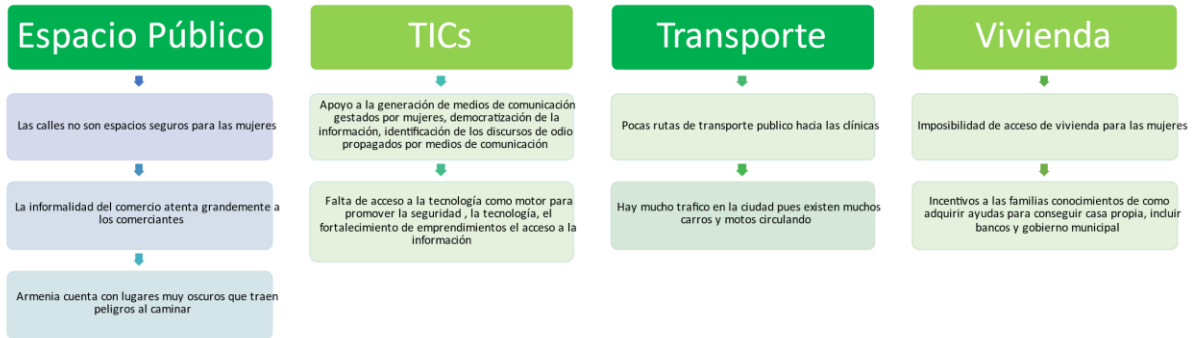 Espacio Público
Las calles no son espacios seguros para las mujeres
La informalidad del comercio atenta grandemente a
los comerciantes
Armenia cuenta con lugares muy oscuros que traen
peligros al caminar
TICs
Apoyo a la generación de medios de comunicación
gestados por mujeres, democratización de la
información, identificación de los discursos de odio
propagados por medios de comunicación
Falta de acceso a la tecnología como motor para
promover la seguridad , la tecnología, el
fortalecimiento de emprendimientos el acceso a la
información
Transporte
Pocas rutas de transporte publico hacia las clínicas
Hay mucho trafico en la ciudad pues existen muchos
carros y motos circulando
Vivienda
Imposibilidad de acceso de vivienda para las mujeres
Incentivos a las familias conocimientos de como
adquirir ayudas para conseguir casa propia, incluir
bancos y gobierno municipal